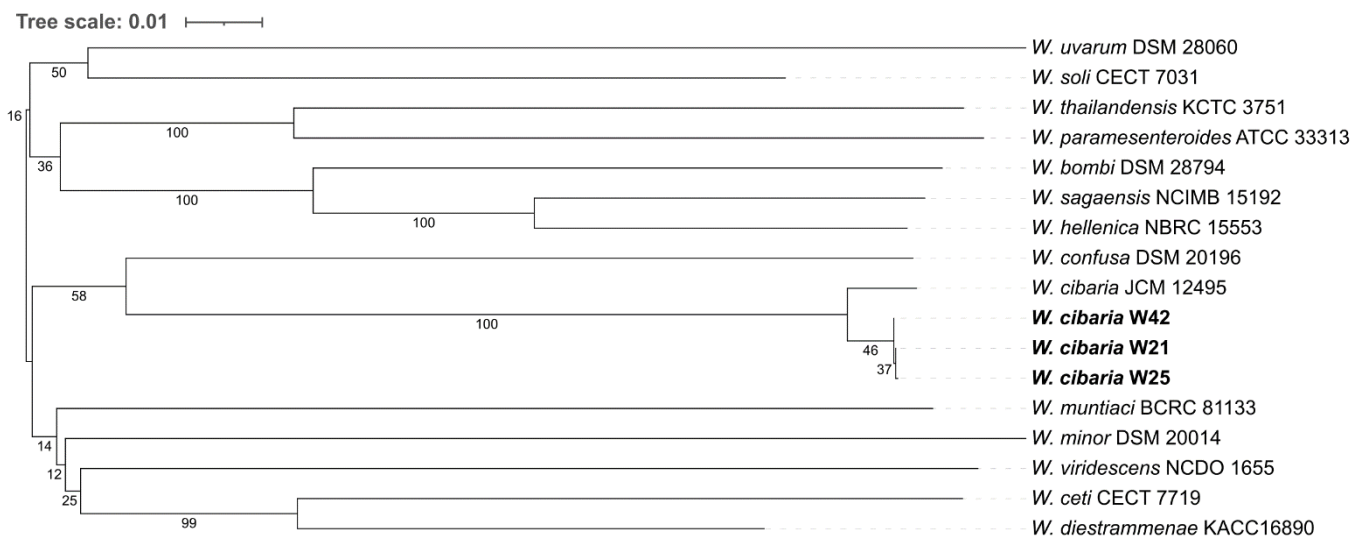 Tree scale: 0.01
W. uvarum DSM 28060
50
W. soli CECT 7031
16
W. thailandensis KCTC 3751
100
W. paramesenteroides ATCC 33313
36
W. bombi DSM 28794
100
W. sagaensis NCIMB 15192
100
W. hellenica NBRC 15553
W. confusa DSM 20196
58
W. cibaria JCM 12495
100
W. cibaria W42
46
W. cibaria W21
37
W. cibaria W25
W. muntiaci BCRC 81133
14
W. minor DSM 20014
12
W. viridescens NCDO 1655
25
W. ceti CECT 7719
99
W. diestrammenae KACC16890